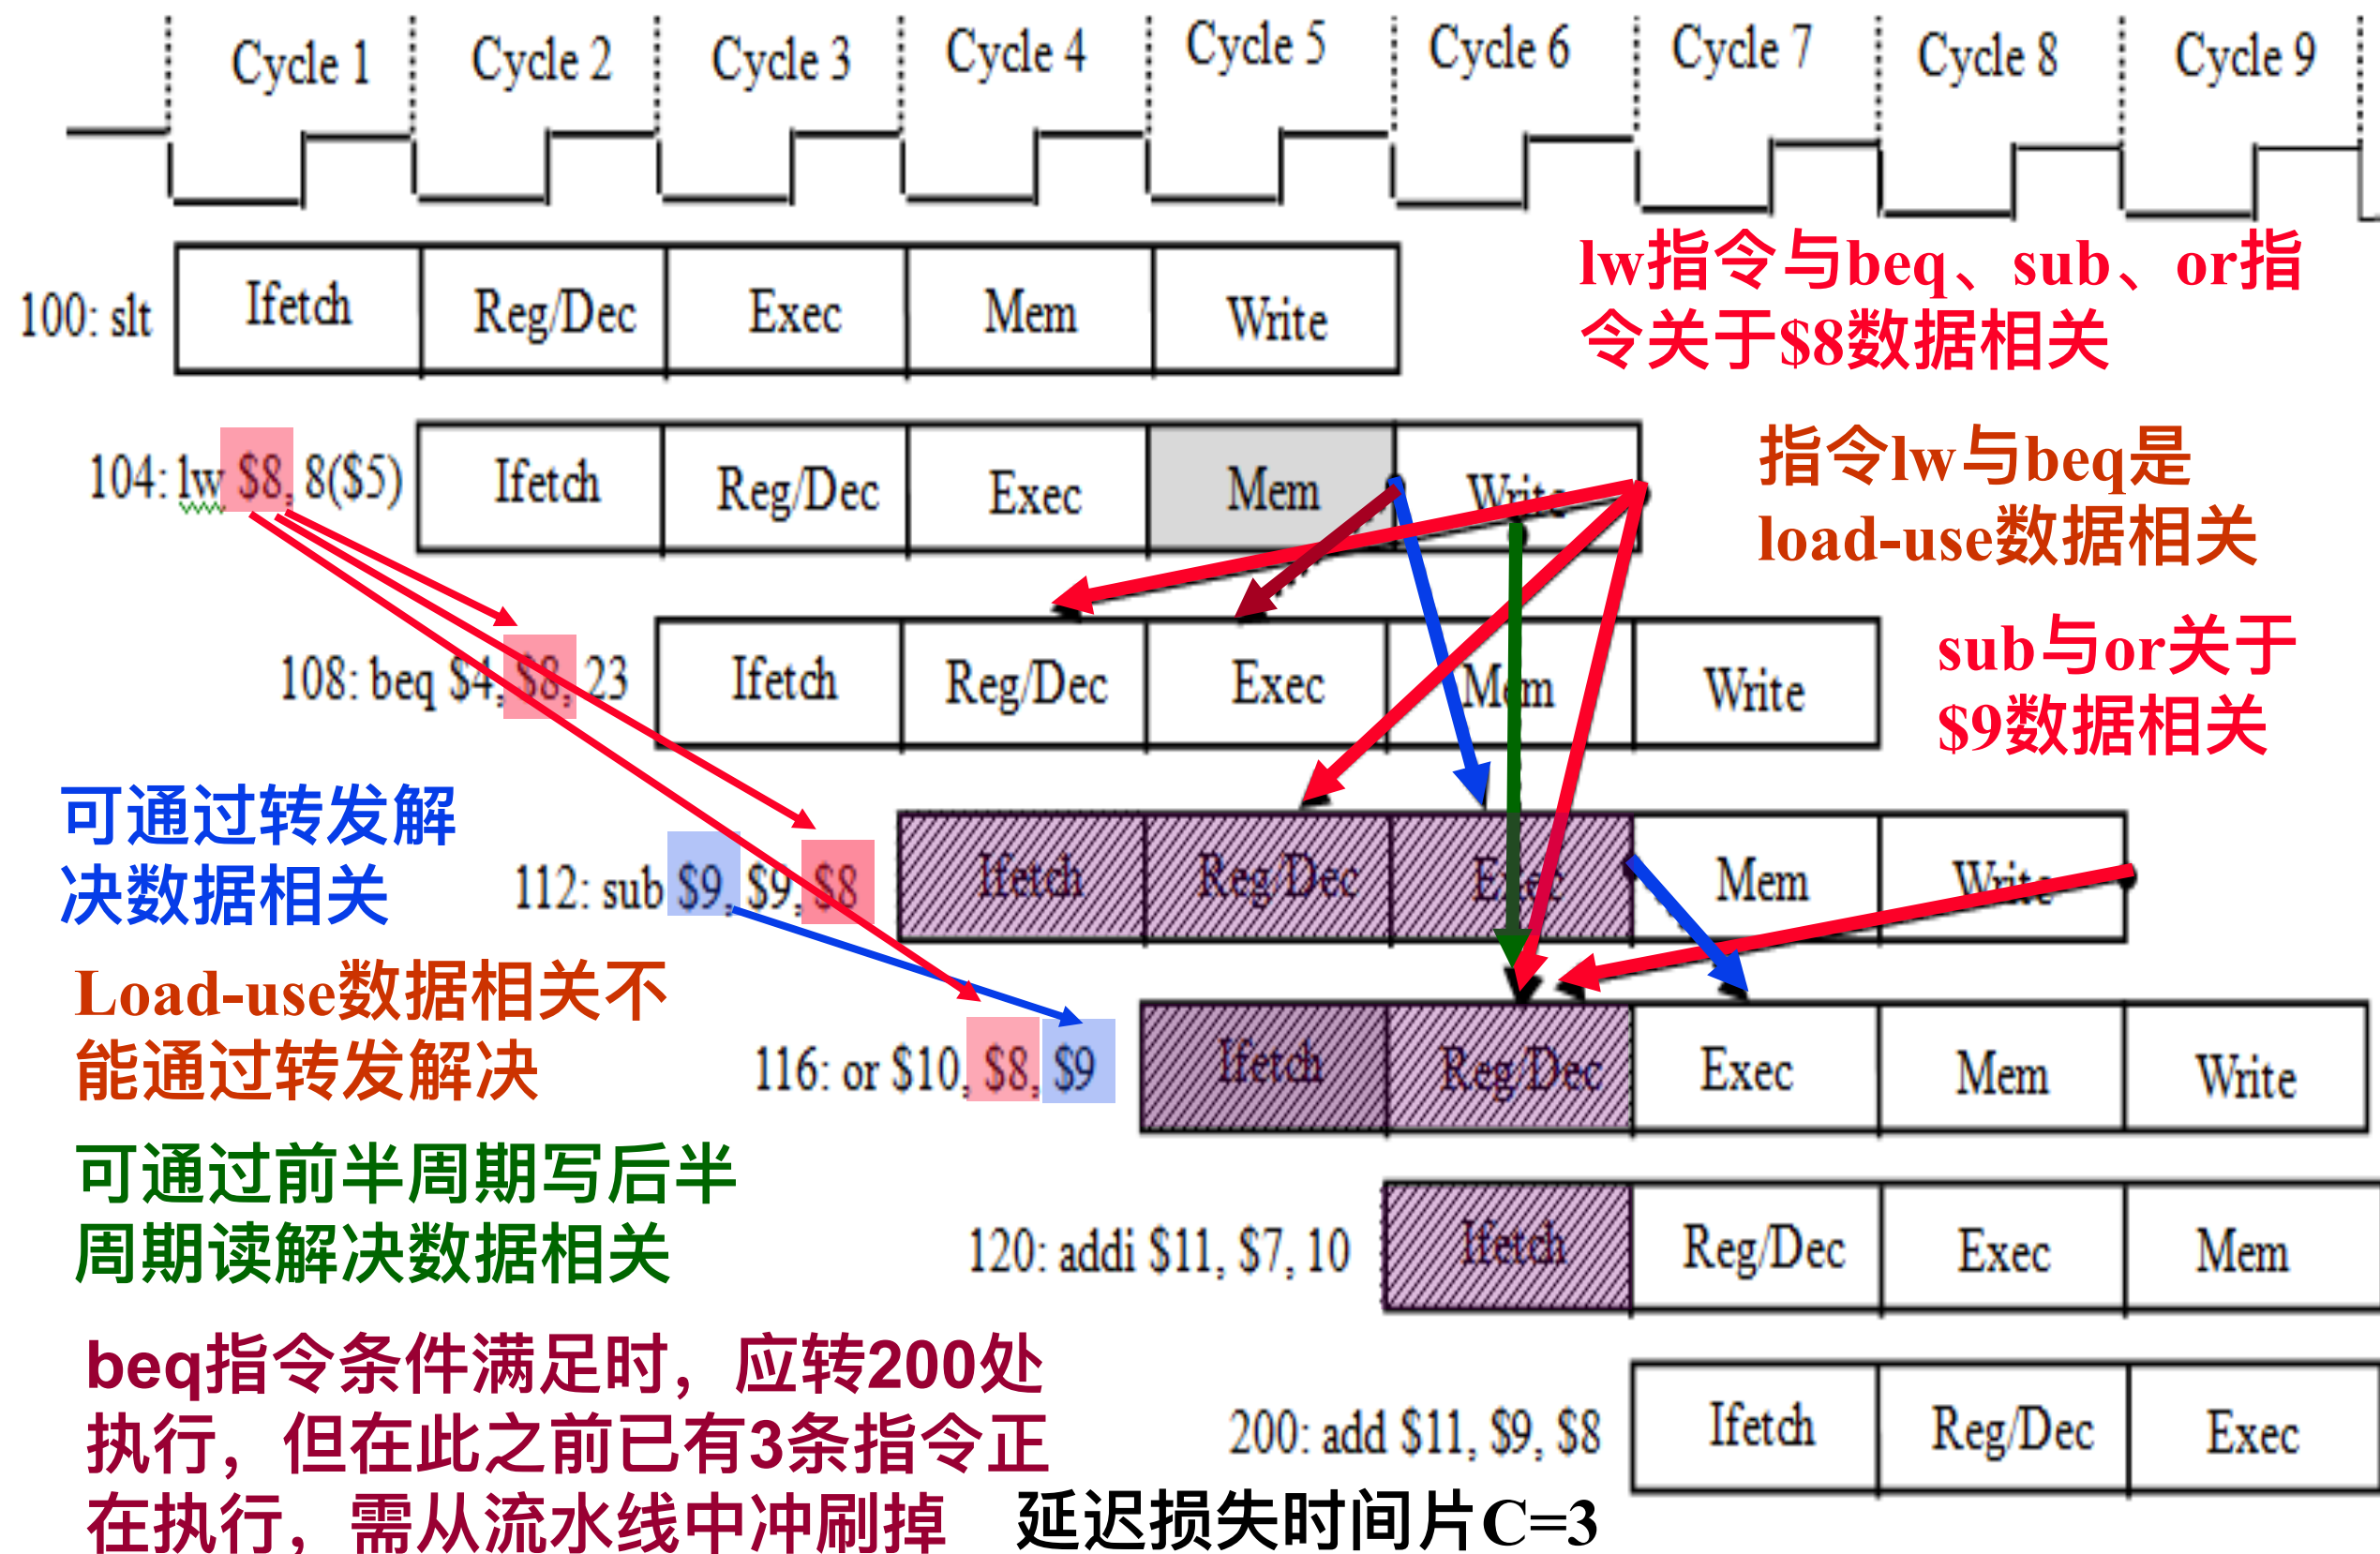 Cycle 1 Cycle 2 Cycle 3 Cycle 4 Cycle 5 Cycle 6 Cycle 7 Cycle 8 Cycle 9
100: slt Ifetch Reg/Dec Exec Mem Write
lw指令与beq、sub、or指
令关于$8数据相关
104: lw $8, 8($5) Ifetch Reg/Dec Exec Mem Write
指令lw与beq是
load-use数据相关
108: beq $4, $8, 23 Ifetch Reg/Dec Exec Mem Write
sub与or关于
$9数据相关
可通过转发解
决数据相关
112: sub $9, $9, $8 Ifetch Reg/Dec Exec Mem Write
Load-use数据相关不
能通过转发解决
116: or $10, $8, $9 Ifetch Reg/Dec Exec Mem Write
可通过前半周期写后半
周期读解决数据相关
120: addi $11, $7, 10 Ifetch Reg/Dec Exec Mem
beq指令条件满足时，应转200处
执行，但在此之前已有3条指令正
在执行，需从流水线中冲刷掉
200: add $11, $9, $8 Ifetch Reg/Dec Exec
延迟损失时间片C=3